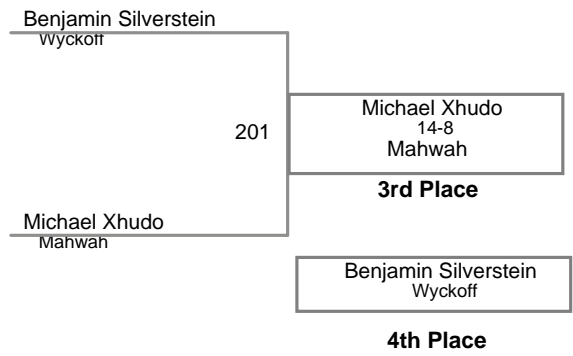 Benjamin Silverstein
Wyckoff
201
Michael Xhudo
14-8
Mahwah
3rd Place
Michael Xhudo
Mahwah
Benjamin Silverstein
Wyckoff
4th Place